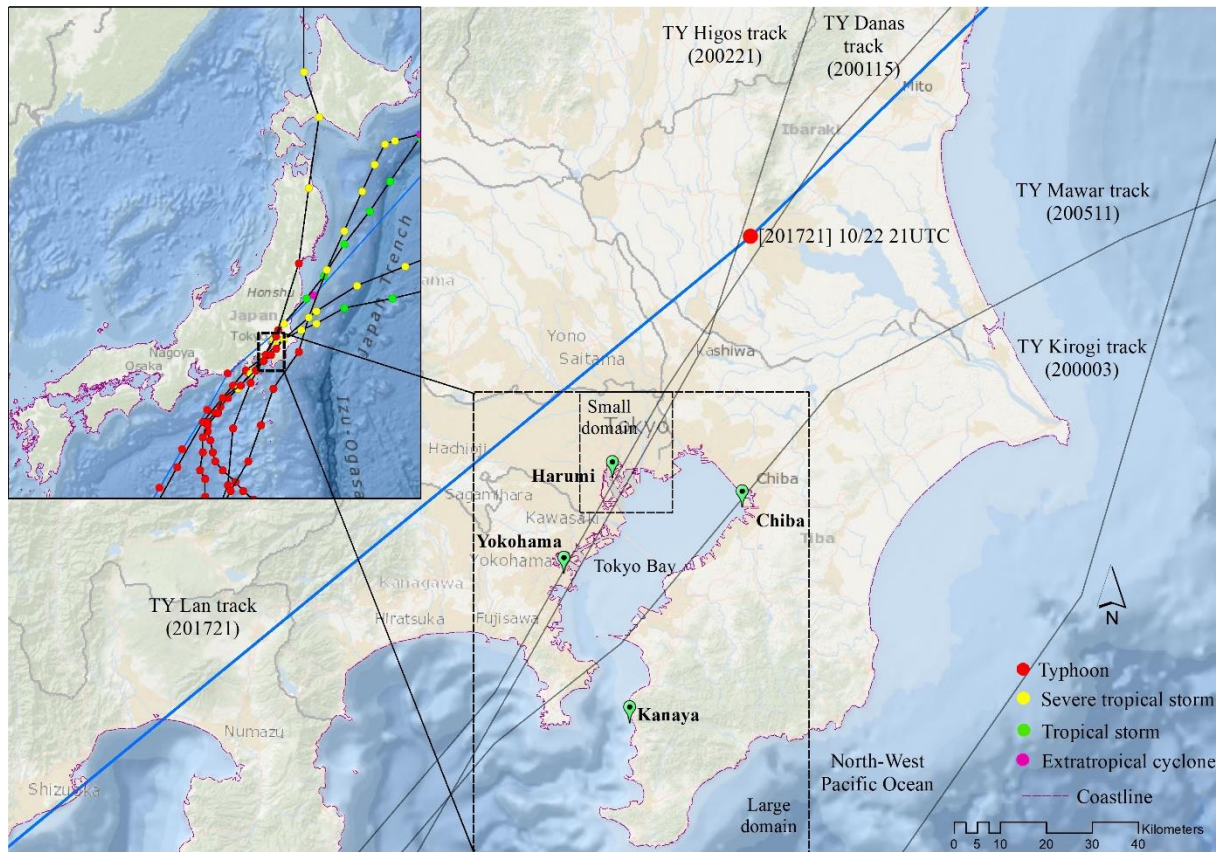 TY Higos track
(200221)
TY Danas
track
(200115)
Mito
Ibaraki
TY Mawar track
(200511)
[201721] 10/22 21UTC
TY Kirogi track
(200003)
Honshu
Japan
Tokyo
Nagoya
Osaka
Japan Trench
Izu-Ogasa
Yono
Saitama
Kashiwa
Small
domain
Tokyo
Hachioji
Harumi
Sagamihara
Chiba
Kawasaki
Chiba
Yokohama
Yokohama
Tokyo Bay
Tiba
Kanagawa
TY Lan track
(201721)
Hiratsuka
Fujisawa
N
Typhoon
Severe tropical storm
Kanaya
Tropical storm
Numazu
North-West
Pacific Ocean
Extratropical cyclone
Shizuoka
Coastline
Large
domain
Kilometers
0 5 10 20 30 40